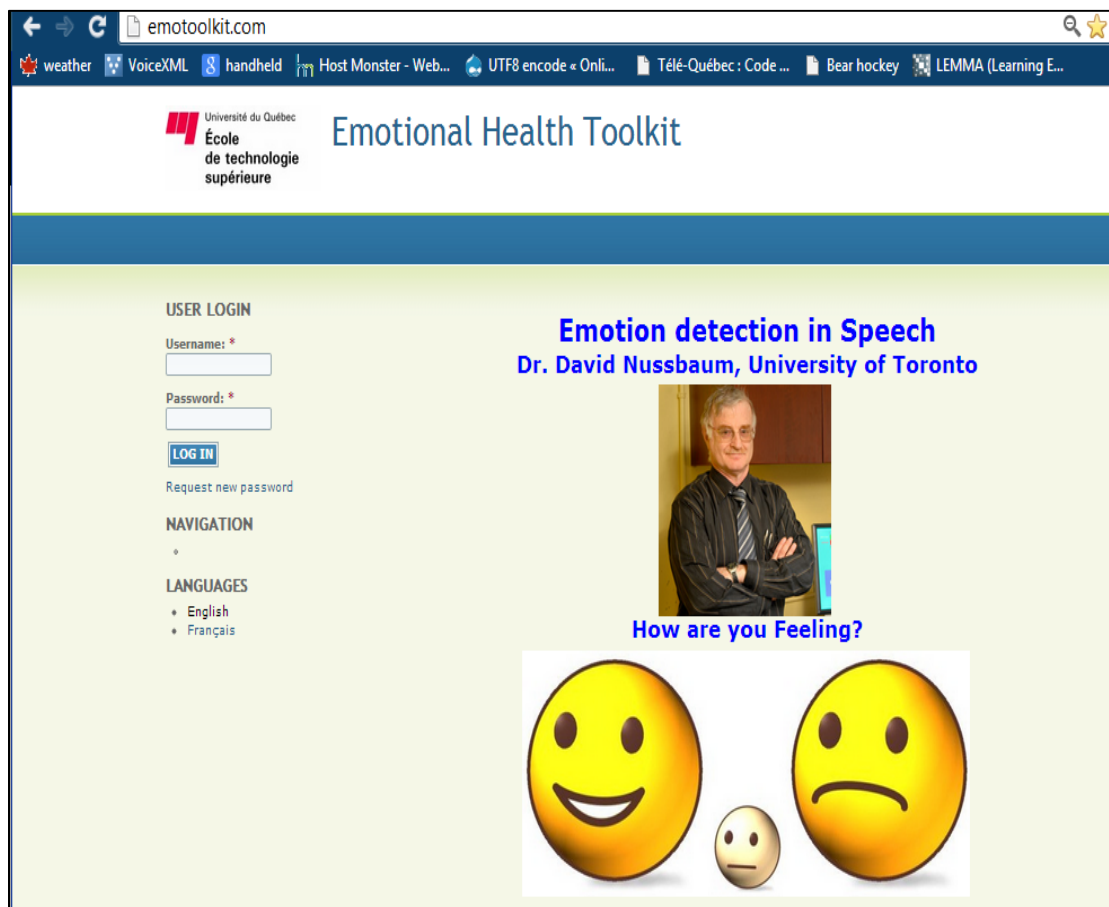 emotoolkit.com
weather VoiceXML handheld Host Monster - Web... UTF8 encode « Onli... Télé-Québec : Code ... Bear hockey LEMMA (Learning E...
Université du Québec
École
de technologie
supérieure
Emotional Health Toolkit
USER LOGIN
Username: *
Password: *
LOG IN
Request new password
NAVIGATION
LANGUAGES
English
Français
Emotion detection in Speech
Dr. David Nussbaum, University of Toronto
How are you Feeling?